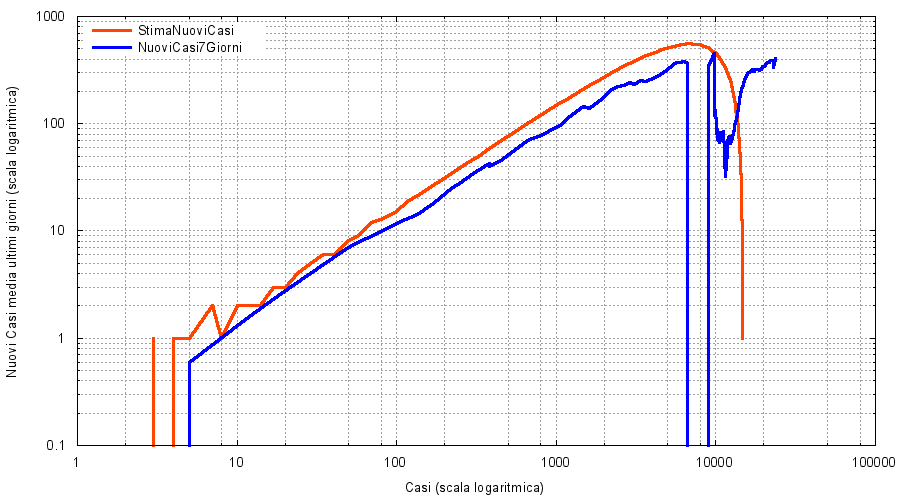 1000
100
10
1
0.1
Nuovi Casi media ultimi giorni (scala logaritmica)
StimaNuoviCasi
NuoviCasi7Giorni
1
10
100
1000
10000
100000
Casi (scala logaritmica)